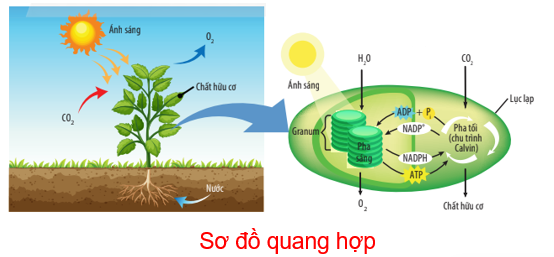 Ánh sáng
O2
Chất hữu cơ
CO2
Nước
H2O
CO2
Ánh sáng
ADP + Pi
Lục lạp
Granum
NADP+
Pha sáng
Pha tối
(chu trình
Calvin)
NADPH
ATP
O2
Chất hữu cơ
Sơ đồ quang hợp